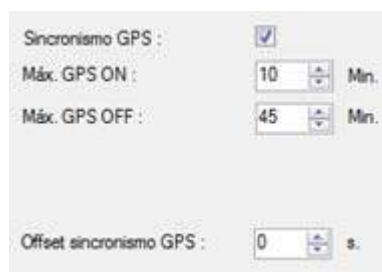 Sincronismo GPS :
Máx. GPS ON : 10 Min.
Máx. GPS OFF : 45 Min.
Offset sincronismo GPS : 0 s.